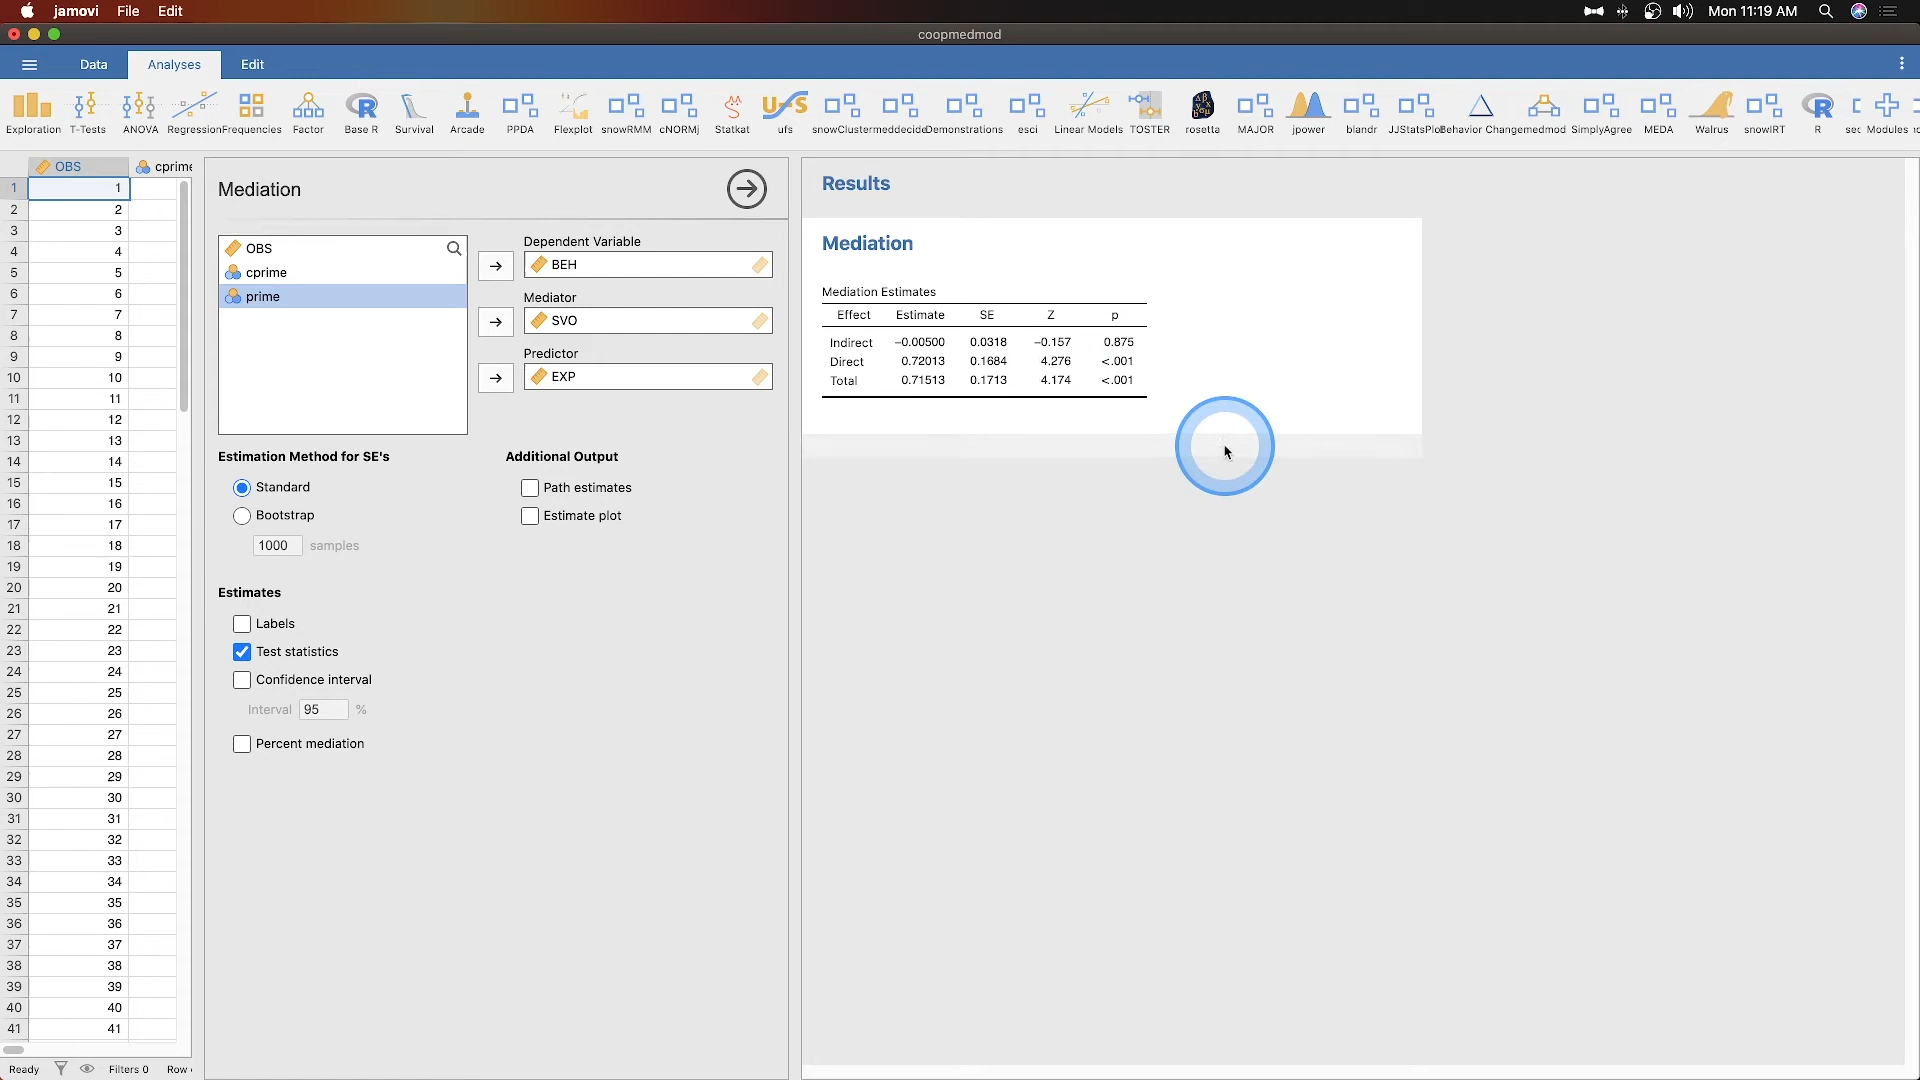 jamovi File Edit Mon 11:19 AM
coopmedmod
Data Analyses Edit
Exploration T-Tests ANOVA Regression Frequencies Factor Base R Survival Arcade PPDA Flexplot snowRMM cNORMj Statkat ufs snowCluster meddecide Demonstrations esci Linear Models TOSTER rosetta MAJOR jpower blandr JJStatsPlot Behavior Change medmod SimplyAgree MEDA Walrus snowIRT R sec Modules
OBS cprime
1 1
2 2
3 3
4 4
5 5
6 6
7 7
8 8
9 9
10 10
11 11
12 12
13 13
14 14
15 15
16 16
17 17
18 18
19 19
20 20
21 21
22 22
23 23
24 24
25 25
26 26
27 27
28 28
29 29
30 30
31 31
32 32
33 33
34 34
35 35
36 36
37 37
38 38
39 39
40 40
41 41
Ready Filters 0 Row
Mediation
OBS
cprime
prime
Dependent Variable
BEH
Mediator
SVO
Predictor
EXP
Estimation Method for SE's
Standard
Bootstrap
1000 samples
Additional Output
Path estimates
Estimate plot
Estimates
Labels
Test statistics
Confidence interval
Interval 95 %
Percent mediation
Results
Mediation
Mediation Estimates
Effect Estimate SE Z p
Indirect −0.00500 0.0318 −0.157 0.875
Direct 0.72013 0.1684 4.276 <.001
Total 0.71513 0.1713 4.174 <.001